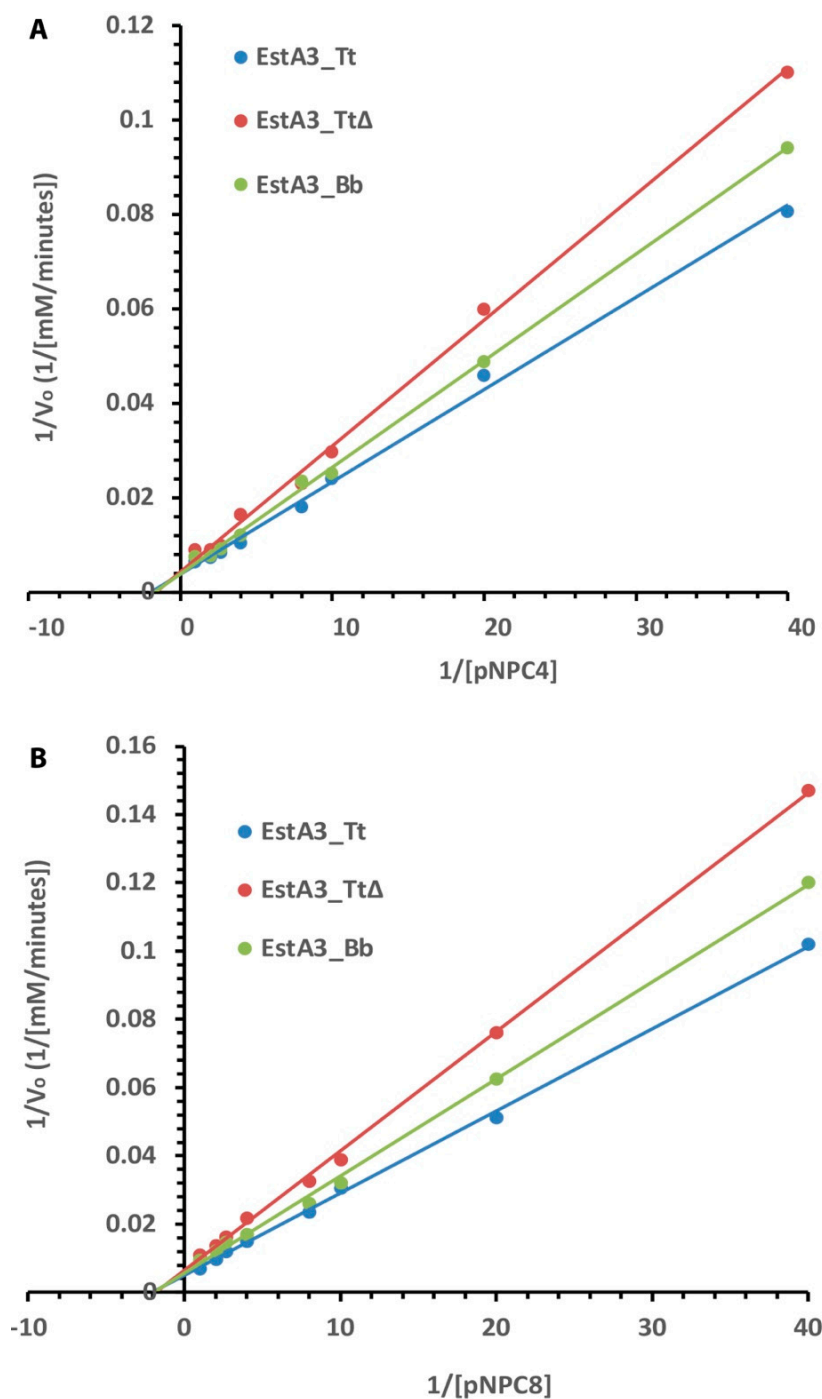 A
0.12
0.1
0.08
0.06
0.04
0.02
0
EstA3_Tt
EstA3_TtΔ
EstA3_Bb
1/Vo (1/[mM/minutes])
-10
0
10
20
30
40
1/[pNPC4]
B
0.16
0.14
0.12
0.1
0.08
0.06
0.04
0.02
0
EstA3_Tt
EstA3_TtΔ
EstA3_Bb
1/Vo (1/[mM/minutes])
-10
0
10
20
30
40
1/[pNPC8]